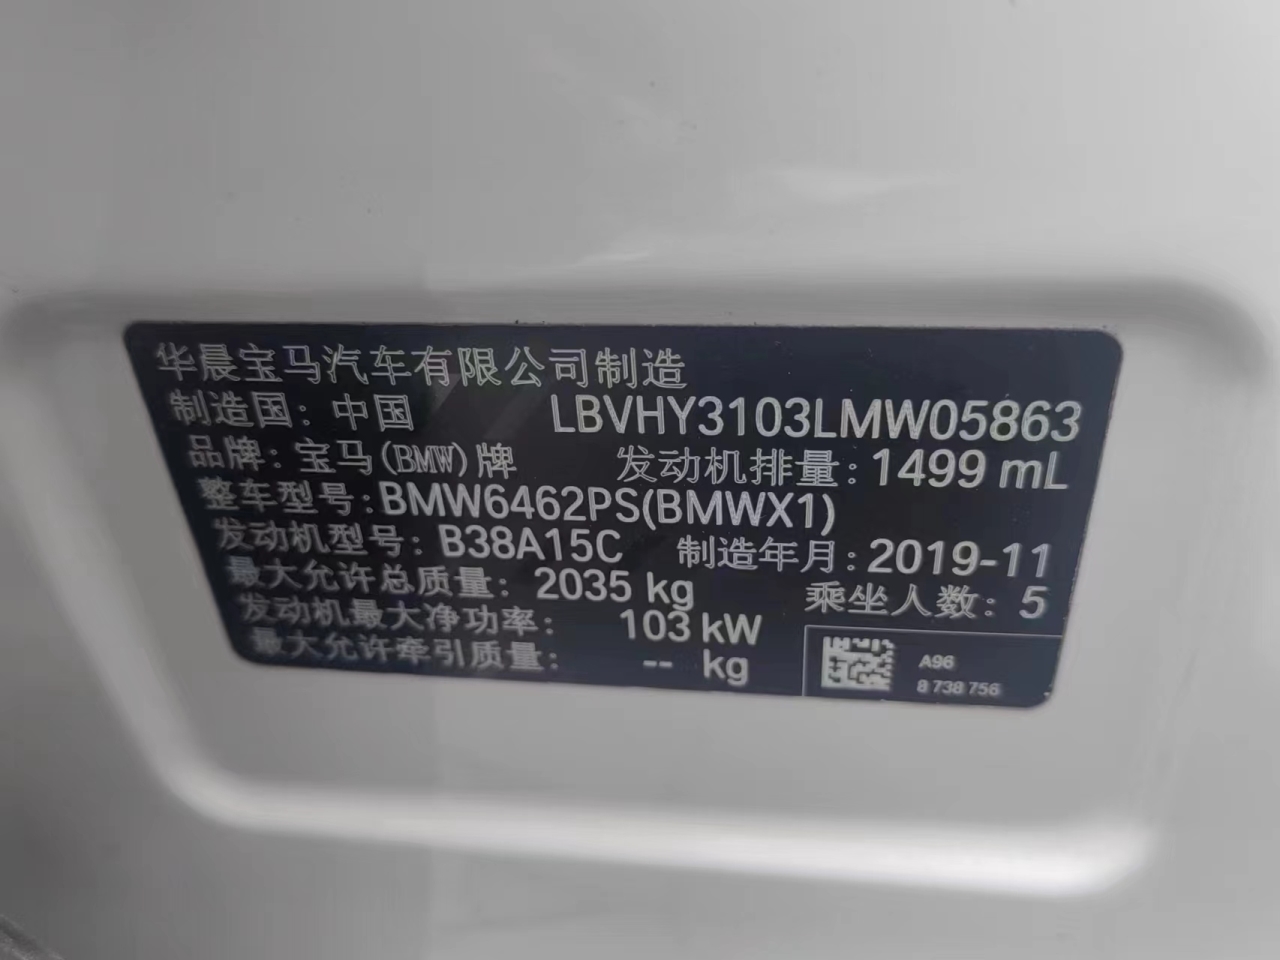 华晨宝马汽车有限公司制造
制造国：中国 LBVHY3103LMW05863
品牌：宝马(BMW)牌 发动机排量：1499 mL
整车型号：BMW6462PS(BMWX1)
发动机型号：B38A15C 制造年月：2019-11
最大允许总质量：2035 kg 乘坐人数：5
发动机最大净功率：103 kW
最大允许牵引质量：-- kg
A96
8 738 756